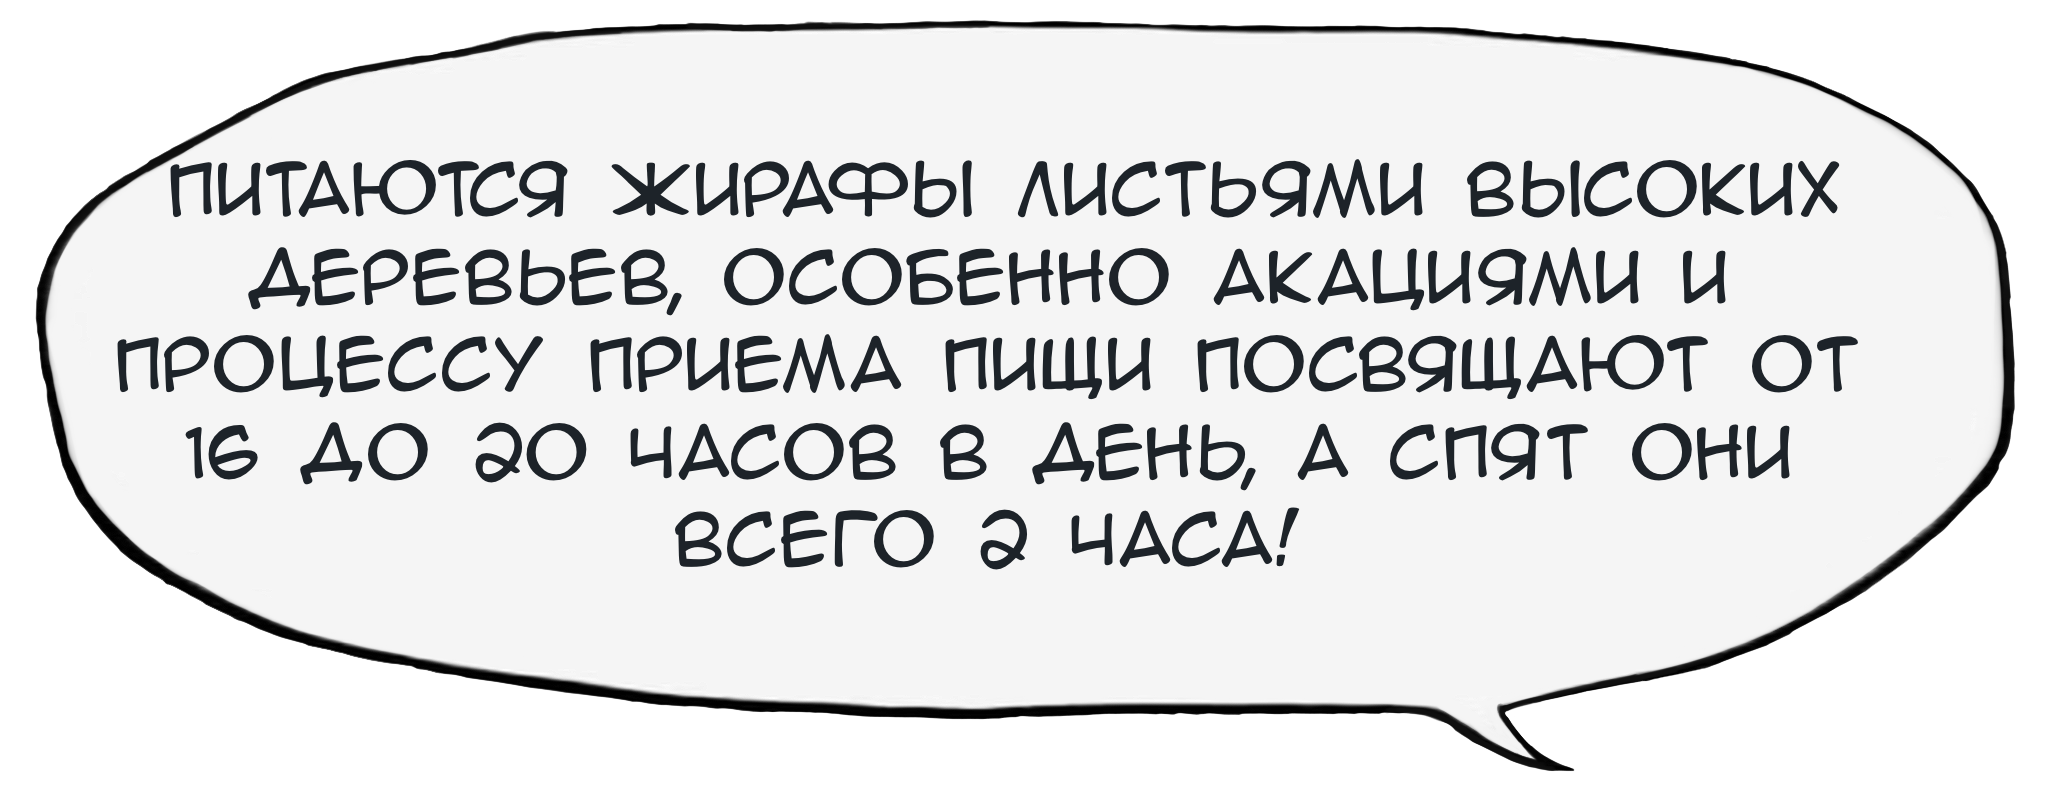 ПИТАЮТСЯ ЖИРАФЫ ЛИСТЬЯМИ ВЫСОКИХ
ДЕРЕВЬЕВ, ОСОБЕННО АКАЦИЯМИ И
ПРОЦЕССУ ПРИЕМА ПИЩИ ПОСВЯЩАЮТ ОТ
16 ДО 20 ЧАСОВ В ДЕНЬ, А СПЯТ ОНИ
ВСЕГО 2 ЧАСА!